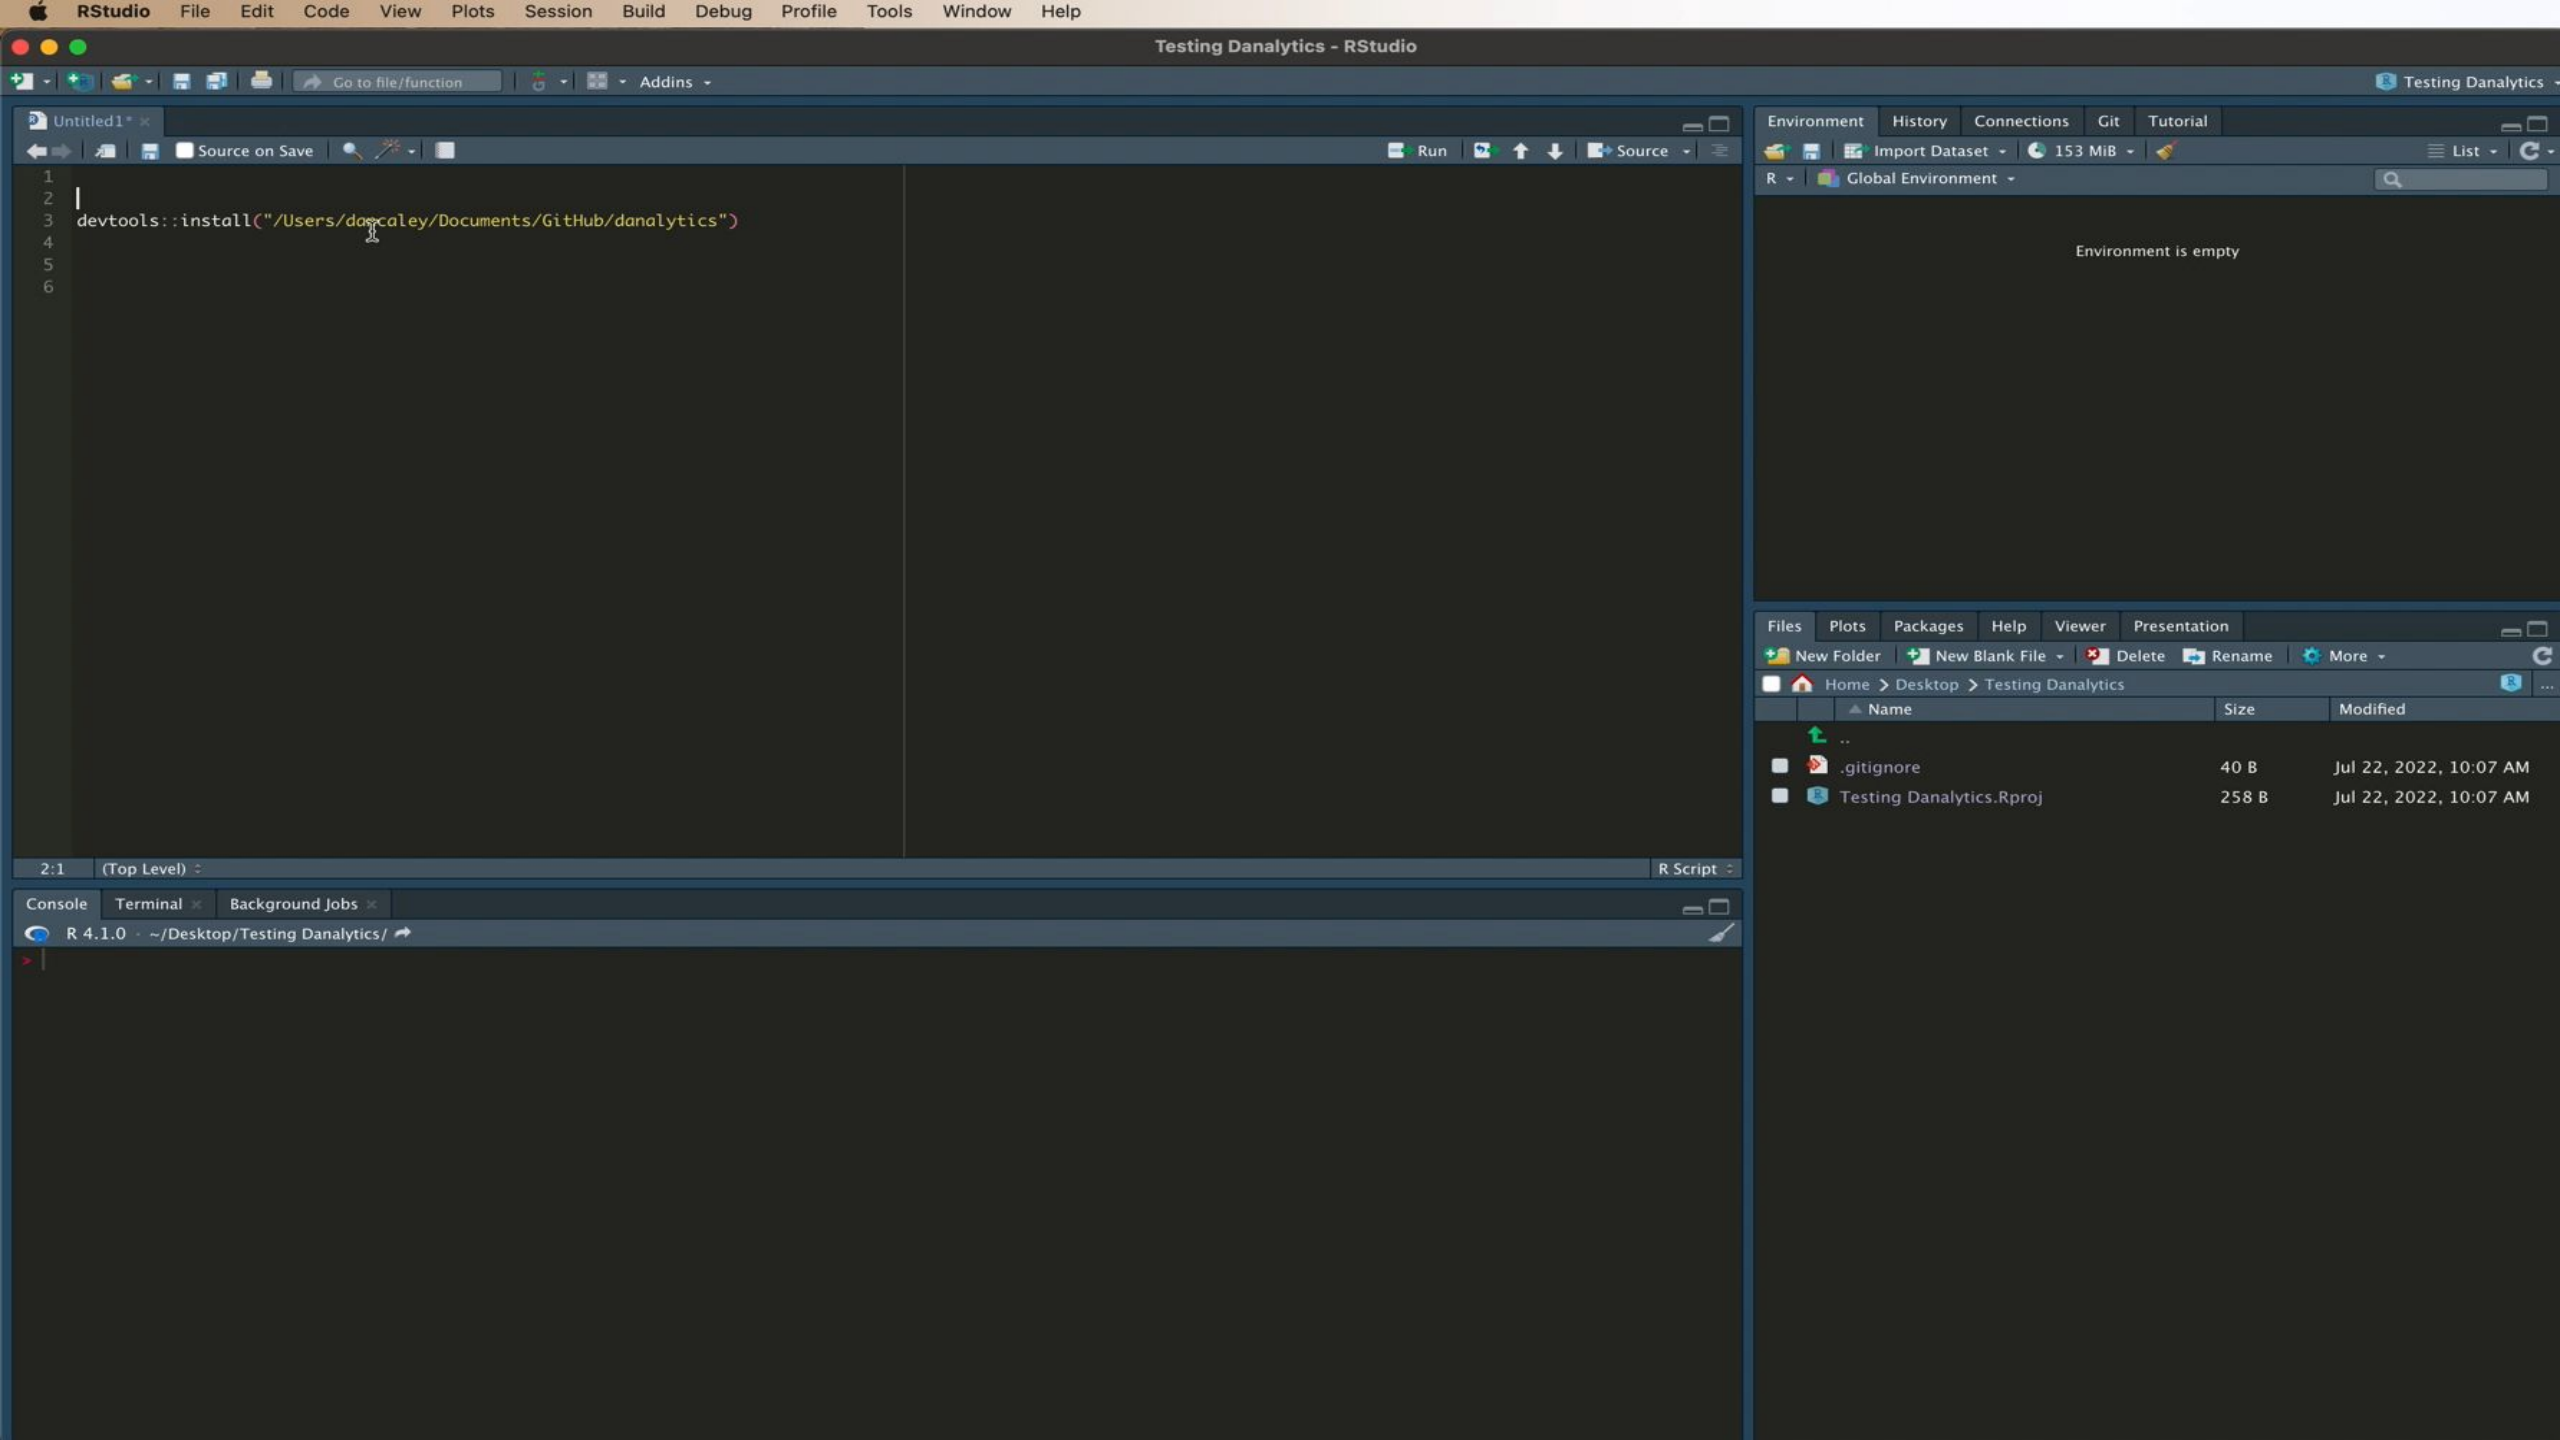 RStudio File Edit Code View Plots Session Build Debug Profile Tools Window Help
Testing Danalytics - RStudio
Go to file/function Addins Testing Danalytics
Untitled1*
Source on Save Run Source
1
2
3 devtools::install("/Users/dancaley/Documents/GitHub/danalytics")
4
5
6
2:1 (Top Level) R Script
Console Terminal Background Jobs
R 4.1.0 · ~/Desktop/Testing Danalytics/
>
Environment History Connections Git Tutorial
Import Dataset 153 MiB List
R Global Environment
Environment is empty
Files Plots Packages Help Viewer Presentation
New Folder New Blank File Delete Rename More
Home Desktop Testing Danalytics ...
Name Size Modified
..
.gitignore 40 B Jul 22, 2022, 10:07 AM
Testing Danalytics.Rproj 258 B Jul 22, 2022, 10:07 AM